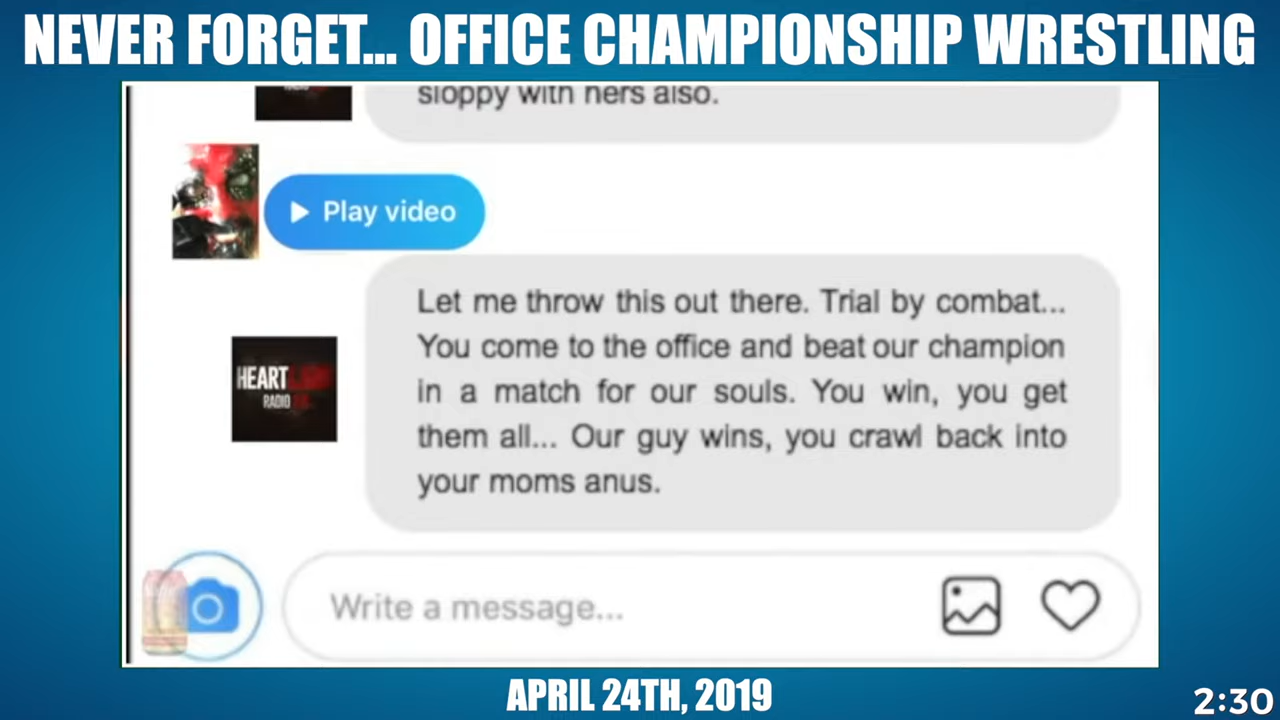 NEVER FORGET... OFFICE CHAMPIONSHIP WRESTLING
sloppy with hers also.
Play video
Let me throw this out there. Trial by combat...
You come to the office and beat our champion
in a match for our souls. You win, you get
them all... Our guy wins, you crawl back into
your moms anus.
HEART
RADIO
Write a message...
APRIL 24TH, 2019
2:30